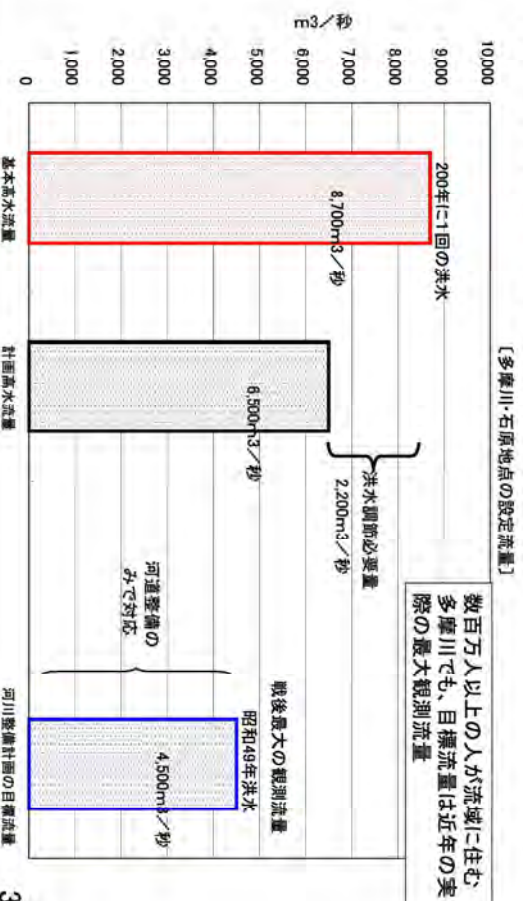 [多摩川・石原地点の設定流量]
数百万人以上の人が流域に住む
多摩川でも、目標流量は近年の実
際の最大観測流量
m3／秒
10,000
9,000
8,000
7,000
6,000
5,000
4,000
3,000
2,000
1,000
0
200年に1回の洪水
8,700m3／秒
6,500m3／秒
洪水調節必要量
2,200m3／秒
河道整備の
みで対応
戦後最大の観測流量
昭和49年洪水
4,500m3／秒
基本高水流量
計画高水流量
河川整備計画の目標流量
3